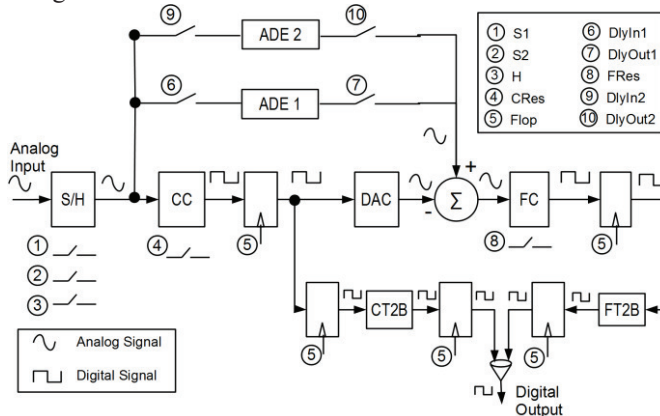 ⑨ ⑩
ADE 2
⑥ ⑦
ADE 1
① S1 ⑥ DlyIn1
② S2 ⑦ DlyOut1
③ H ⑧ FRes
④ CRes ⑨ DlyIn2
⑤ Flop ⑩ DlyOut2
Analog
Input
S/H
CC
DAC
+
-
Σ
FC
①
②
③
④
⑤
⑧
⑤
CT2B
FT2B
⑤
⑤
⑤
Analog Signal
Digital Signal
Digital
Output